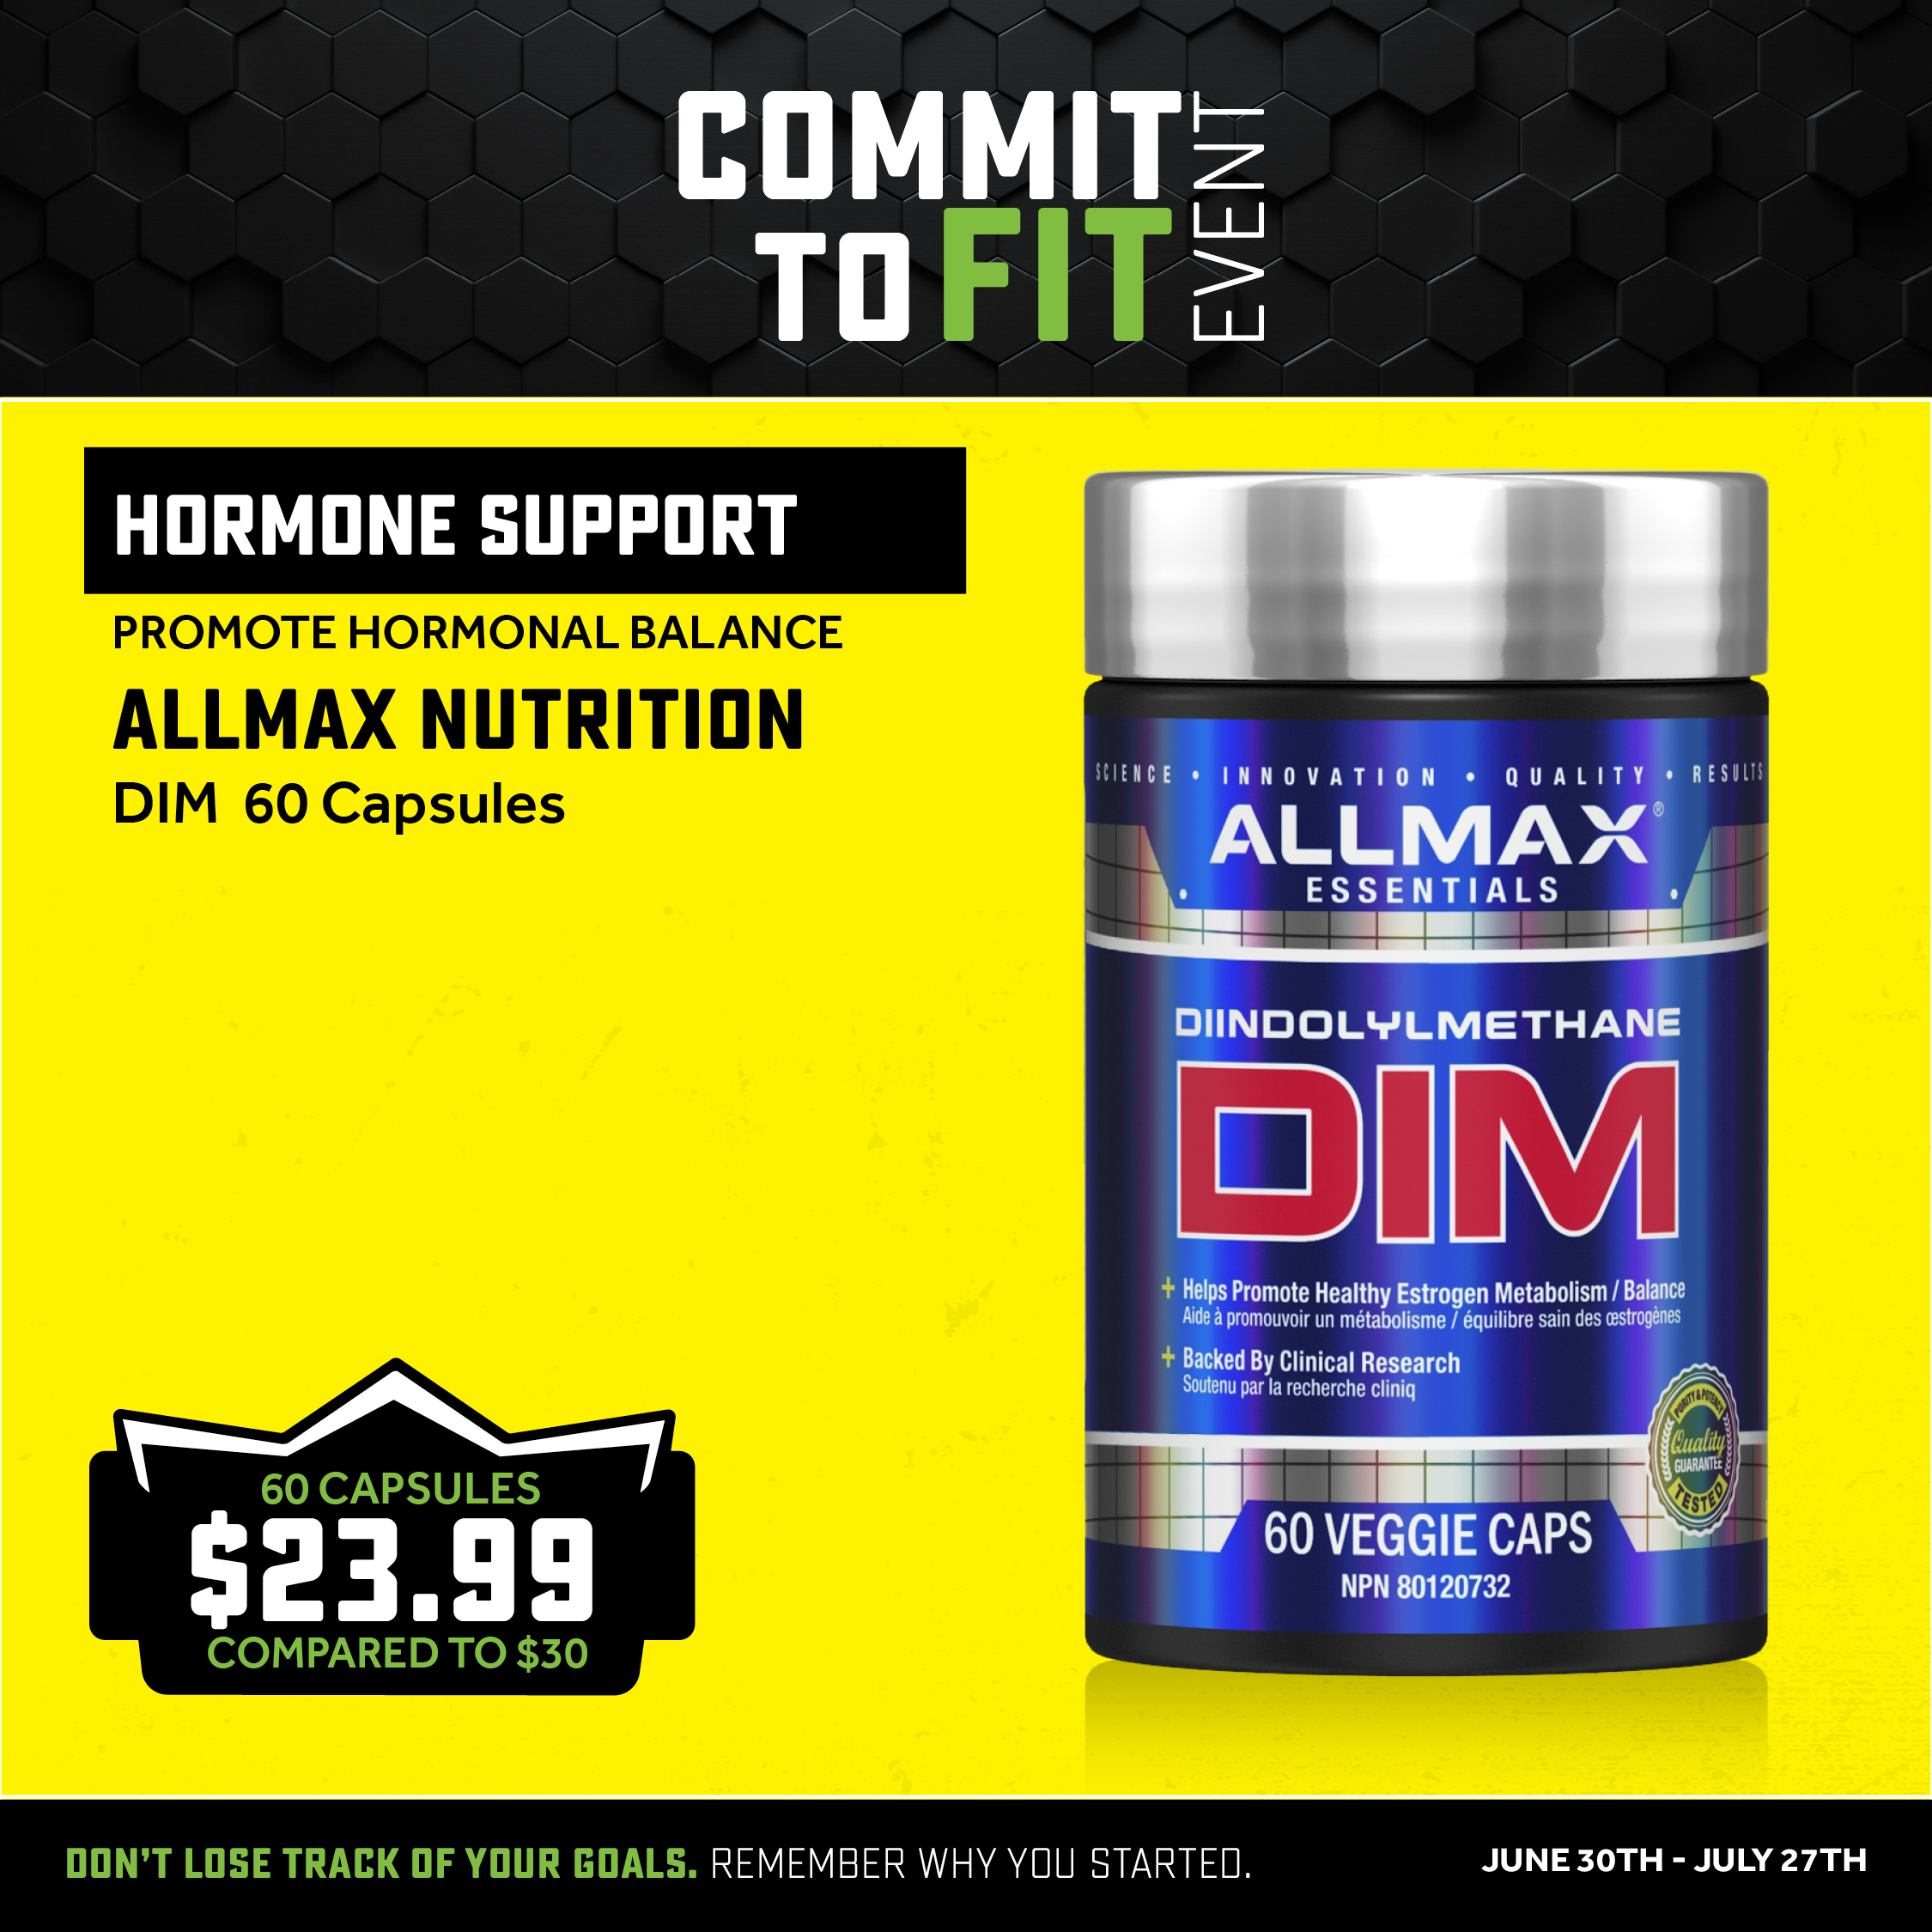 COMMIT
TO FIT
EVENT
HORMONE SUPPORT
PROMOTE HORMONAL BALANCE
ALLMAX NUTRITION
DIM 60 Capsules
SCIENCE • INNOVATION • QUALITY • RESULTS
ALLMAX®
ESSENTIALS
DIINDOLYLMETHANE
DIM
+ Helps Promote Healthy Estrogen Metabolism / Balance
Aide à promouvoir un métabolisme / équilibre sain des œstrogènes
+ Backed By Clinical Research
Soutenu par la recherche cliniq
PURITY & POTENCY
Quality
GUARANTEE
TESTED
60 VEGGIE CAPS
NPN 80120732
60 CAPSULES
$23.99
COMPARED TO $30
DON'T LOSE TRACK OF YOUR GOALS. REMEMBER WHY YOU STARTED.
JUNE 30TH - JULY 27TH